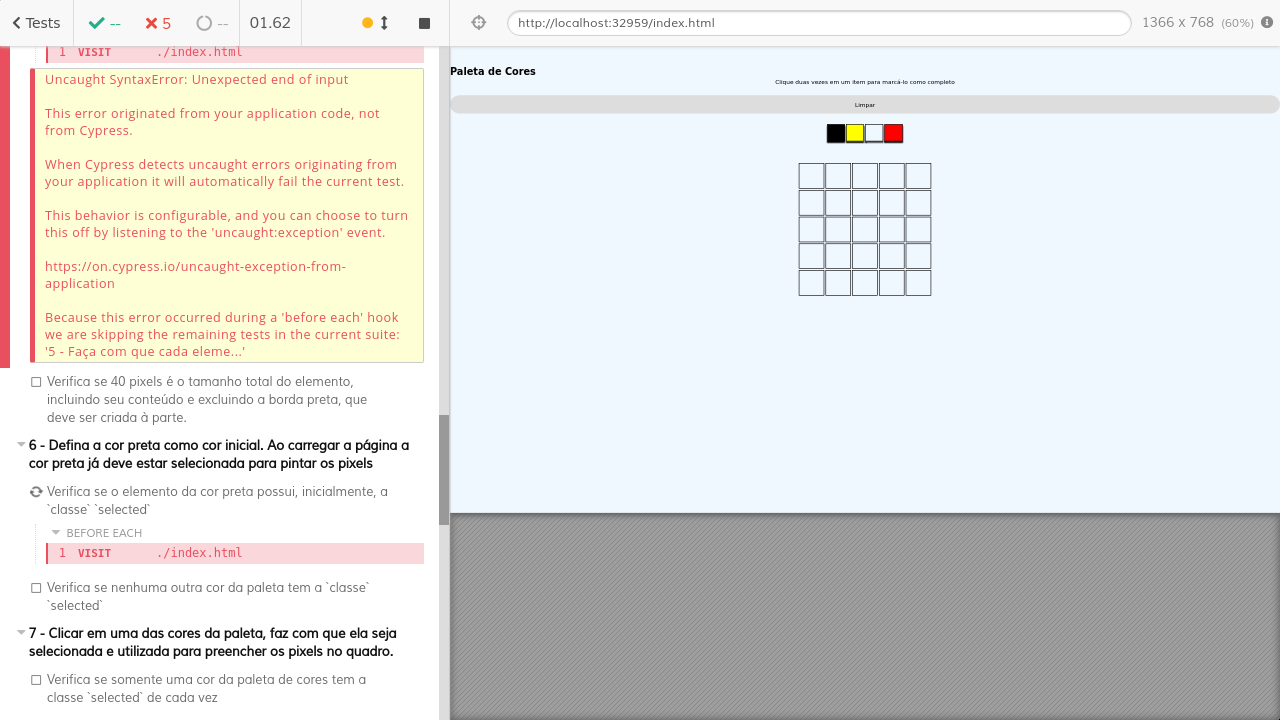 Tests
--
5
--
01.62
http://localhost:32959/index.html
1366 x 768 (60%)
1 VISIT ./index.html
Uncaught SyntaxError: Unexpected end of input
This error originated from your application code, not
from Cypress.
When Cypress detects uncaught errors originating from
your application it will automatically fail the current test.
This behavior is configurable, and you can choose to turn
this off by listening to the 'uncaught:exception' event.
https://on.cypress.io/uncaught-exception-from-
application
Because this error occurred during a 'before each' hook
we are skipping the remaining tests in the current suite:
'5 - Faça com que cada eleme...'
Verifica se 40 pixels é o tamanho total do elemento,
incluindo seu conteúdo e excluindo a borda preta, que
deve ser criada à parte.
6 - Defina a cor preta como cor inicial. Ao carregar a página a
cor preta já deve estar selecionada para pintar os pixels
Verifica se o elemento da cor preta possui, inicialmente, a
`classe` `selected`
BEFORE EACH
1 VISIT ./index.html
Verifica se nenhuma outra cor da paleta tem a `classe`
`selected`
7 - Clicar em uma das cores da paleta, faz com que ela seja
selecionada e utilizada para preencher os pixels no quadro.
Verifica se somente uma cor da paleta de cores tem a
classe `selected` de cada vez
Paleta de Cores
Clique duas vezes em um item para marcá-lo como completo
Limpar